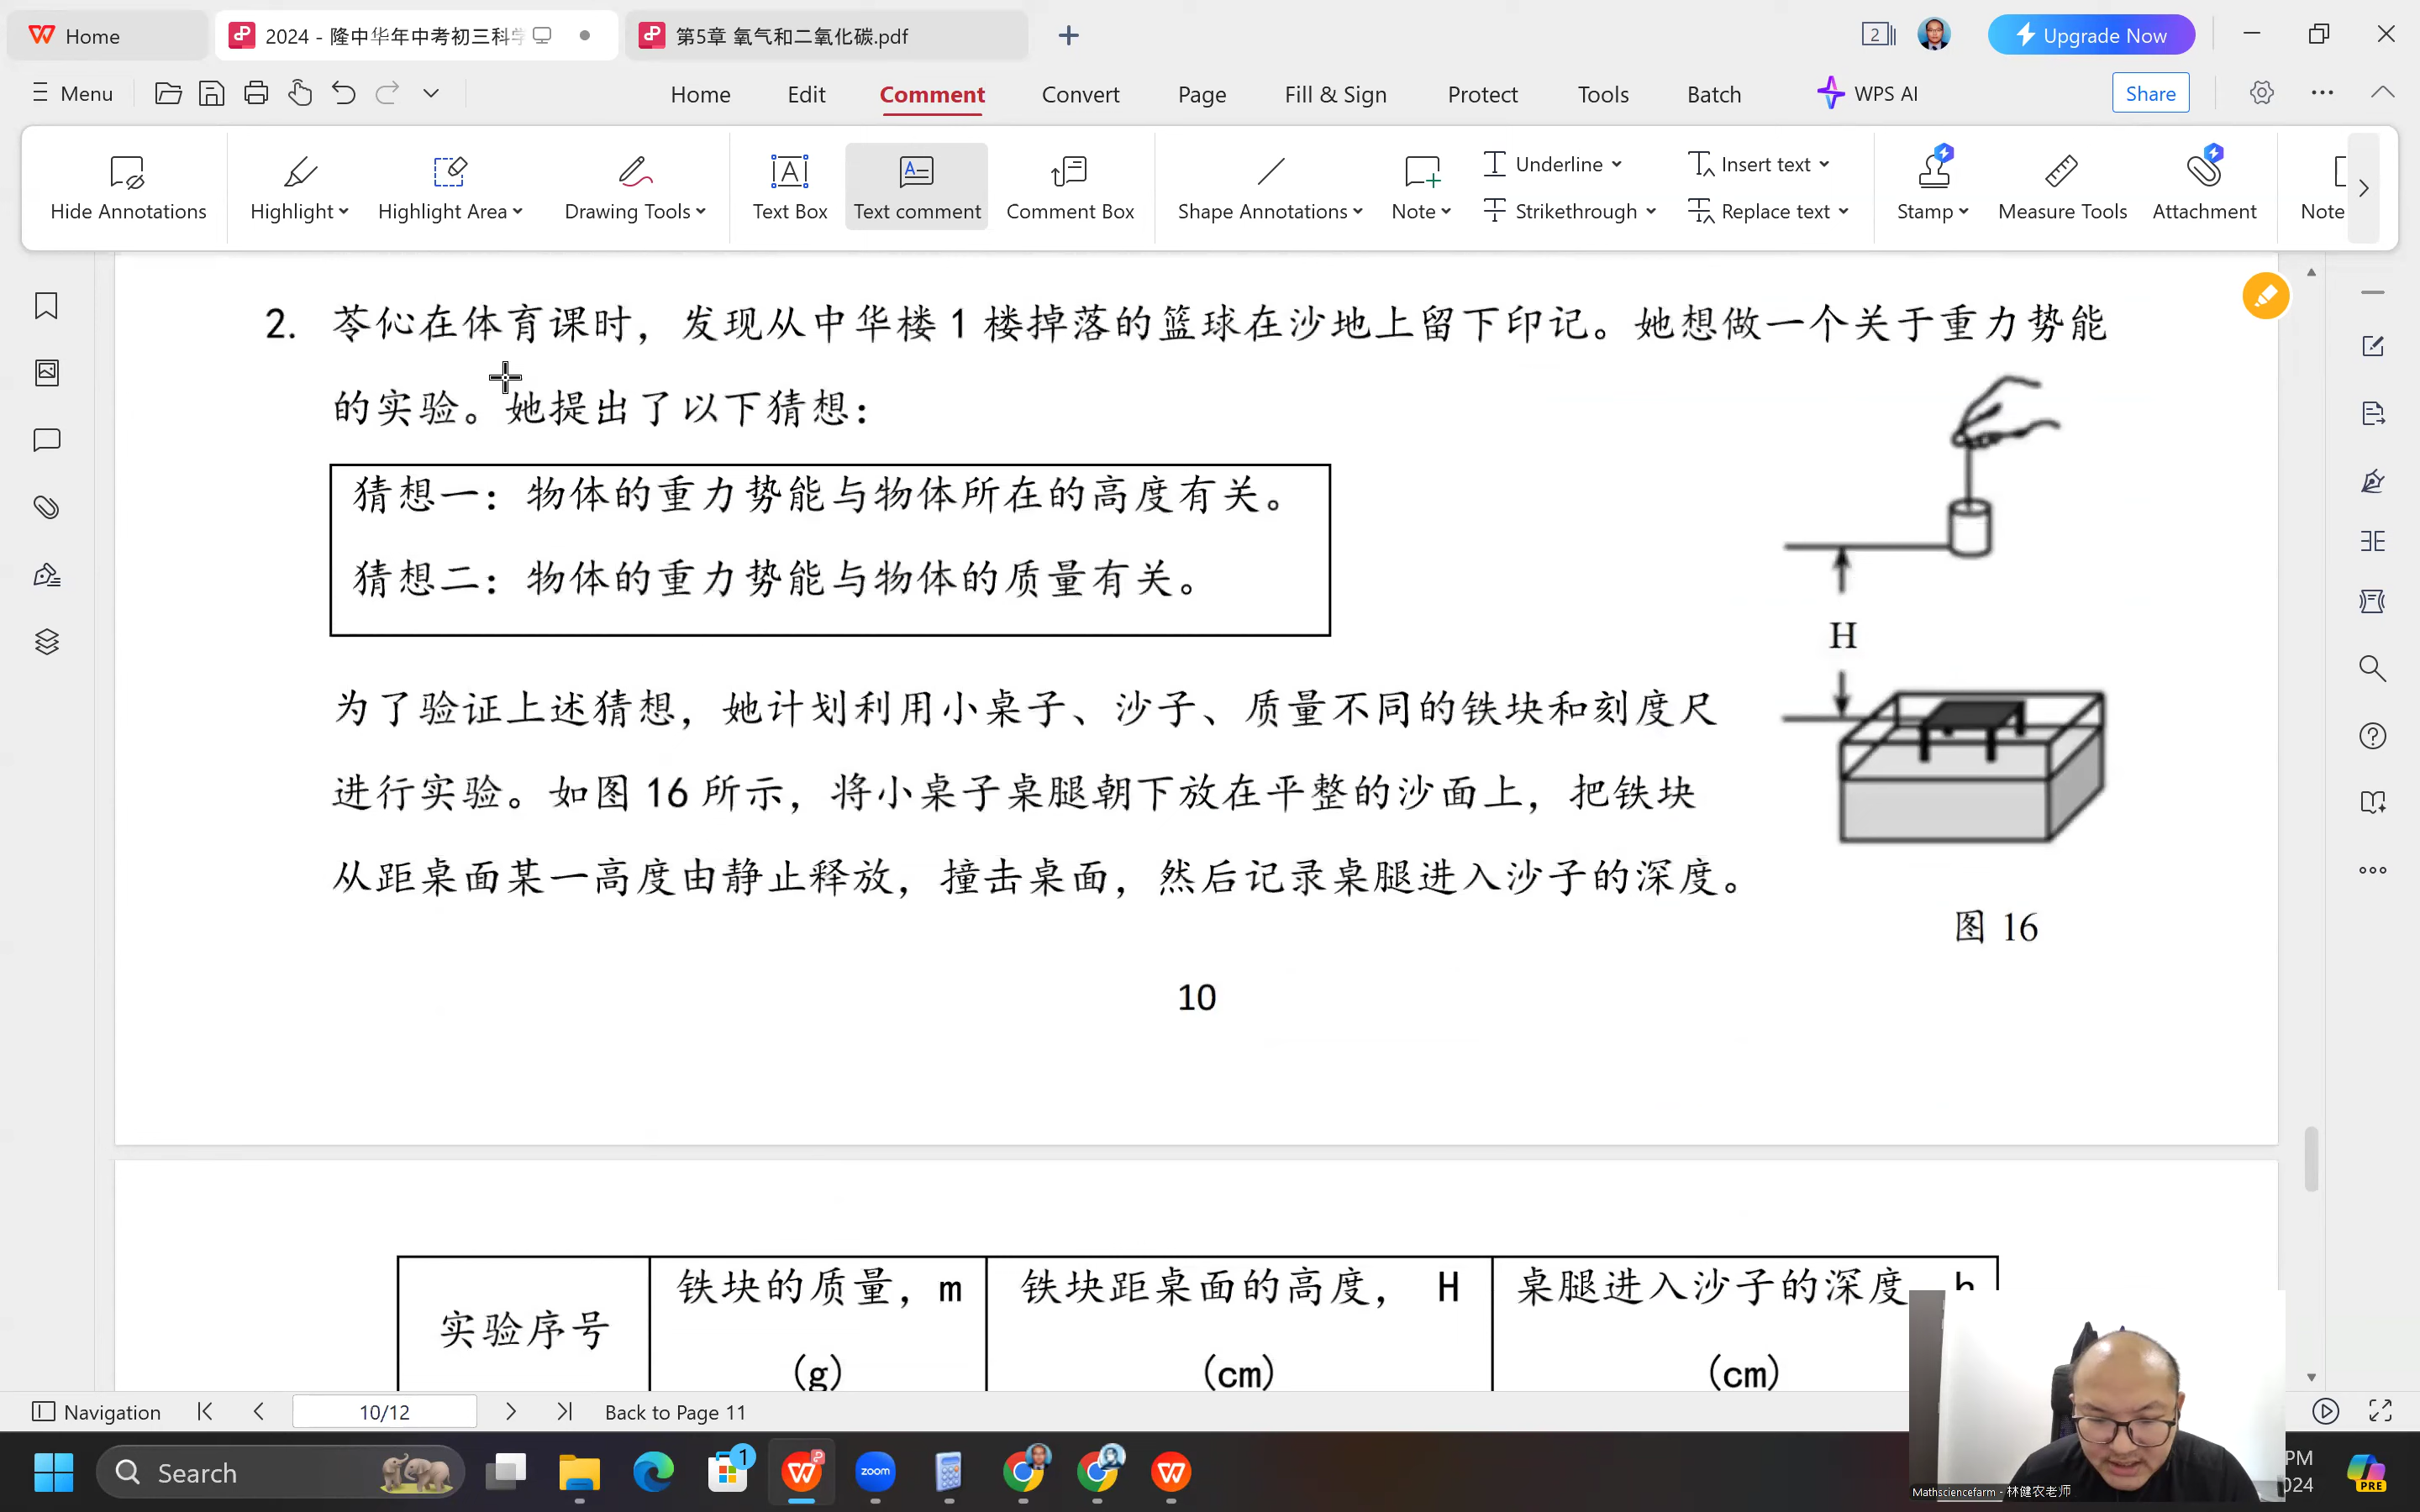 Home
2024 - 隆中华年中考初三科学
第5章 氧气和二氧化碳.pdf
2
Upgrade Now
Menu
Home Edit Comment Convert Page Fill & Sign Protect Tools Batch WPS AI
Share
Underline Insert text
Hide Annotations Highlight Highlight Area Drawing Tools Text Box Text comment Comment Box Shape Annotations Note Strikethrough Replace text Stamp Measure Tools Attachment Note
2. 苓伈在体育课时，发现从中华楼 1 楼掉落的篮球在沙地上留下印记。她想做一个关于重力势能
的实验。她提出了以下猜想：
猜想一：物体的重力势能与物体所在的高度有关。
猜想二：物体的重力势能与物体的质量有关。
H
为了验证上述猜想，她计划利用小桌子、沙子、质量不同的铁块和刻度尺
进行实验。如图 16 所示，将小桌子桌腿朝下放在平整的沙面上，把铁块
从距桌面某一高度由静止释放，撞击桌面，然后记录桌腿进入沙子的深度。
图 16
10
实验序号
铁块的质量，m
(g)
铁块距桌面的高度， H
(cm)
桌腿进入沙子的深度 h
(cm)
Navigation
10/12
Back to Page 11
Search
1
zoom
PM
024
PRE
Mathsciencefarm - 林健农老师